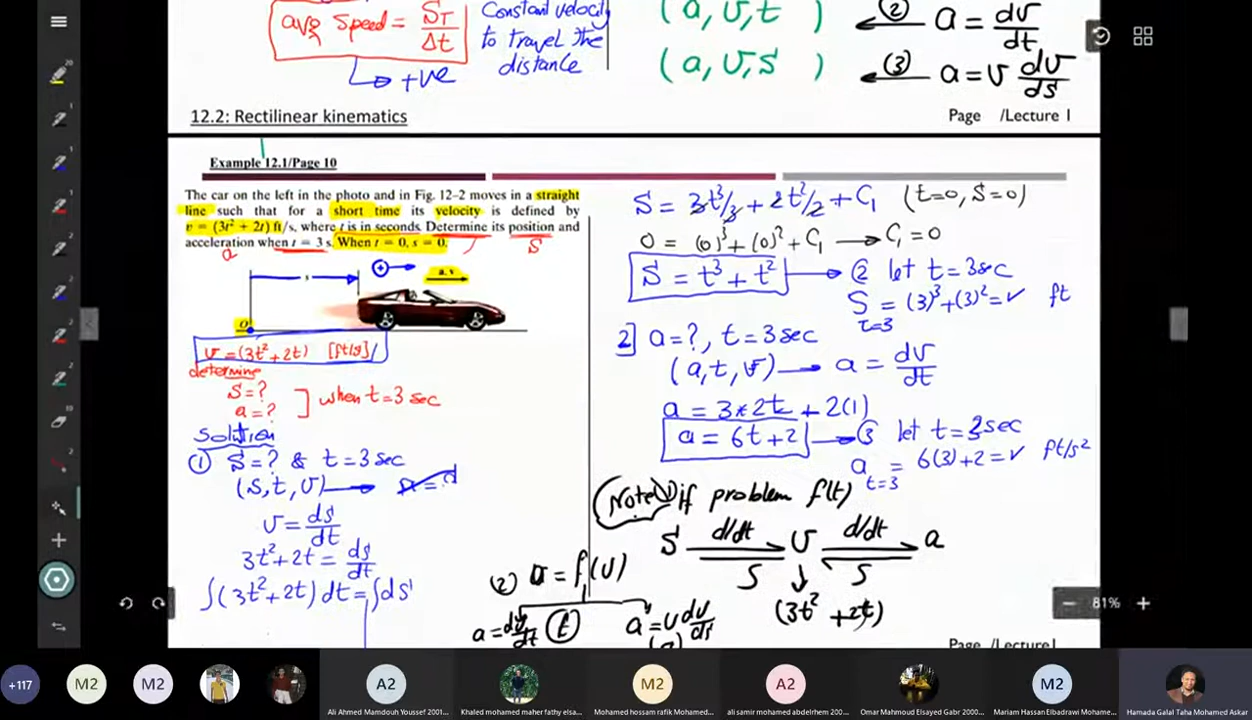 avg Speed = S_T / Δt
Constant velocity
to travel the
distance
↳ +ve
(a, v, t )
(2) a = dv/dt
(a, v, s )
(3) a = v dv/ds
12.2: Rectilinear kinematics
Page /Lecture 1
Example 12.1/Page 10
The car on the left in the photo and in Fig. 12–2 moves in a straight
line such that for a short time its velocity is defined by
v = (3t² + 2t) ft/s, where t is in seconds. Determine its position and
acceleration when t = 3 s. When t = 0, s = 0.
a
S
s
+
a, v
O
v = (3t² + 2t) [ft/s]
determine
S = ?
a = ?
] when t = 3 sec
Solution
① S = ? & t = 3 sec
(S, t, v) →
v = ds/dt
3t² + 2t = ds/dt
∫(3t² + 2t) dt = ∫ds
S = 3t³/3 + 2t²/2 + C₁ (t=0, S=0)
0 = (0)³ + (0)² + C₁ → C₁ = 0
S = t³ + t² → ② let t = 3 sec
S t=3 = (3)³ + (3)² = ✓ ft
2] a = ?, t = 3 sec
(a, t, v) → a = dv/dt
a = 3*2t + 2(1)
a = 6t + 2 → ③ let t = 3 sec
a t=3 = 6(3) + 2 = ✓ ft/s²
Note(1) if problem f(t)
S d/dt v d/dt a
∫ ∫
(3t² + 2t)
(2) a = f(v)
a = dv/dt (t) a = v dv/ds
Page /Lecture1
81%
+117
M2
M2
A2
M2
A2
M2
Ali Ahmed Mamdouh Youssef 2001...
Khaled mohamed maher fathy elsa...
Mohamed hossam rafik Mohamed...
ali samir mohamed abdelrhem 200...
Omar Mahmoud Elsayed Gabr 2000...
Mariam Hassan Elbadrawi Mohame...
Hamada Galal Taha Mohamed Askar